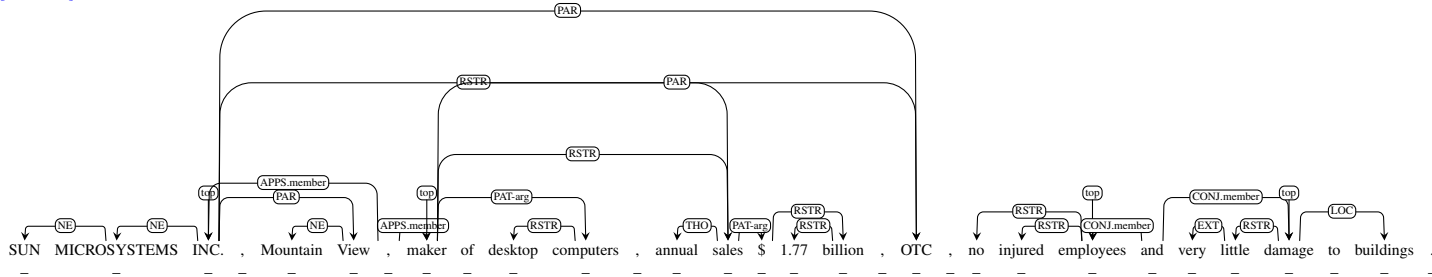 PAR
RSTR PAR
RSTR
top APPS.member PAR top PAT-arg top CONJ.member top
NE NE NE APPS.member RSTR THO PAT-arg RSTR RSTR RSTR RSTR CONJ.member EXT RSTR LOC
SUN MICROSYSTEMS INC. , Mountain View , maker of desktop computers , annual sales $ 1.77 billion , OTC , no injured employees and very little damage to buildings .
_ _ _ _ _ _ _ _ _ _ _ _ _ _ _ _ _ _ _ _ _ _ _ _ _ _ _ _ _ _